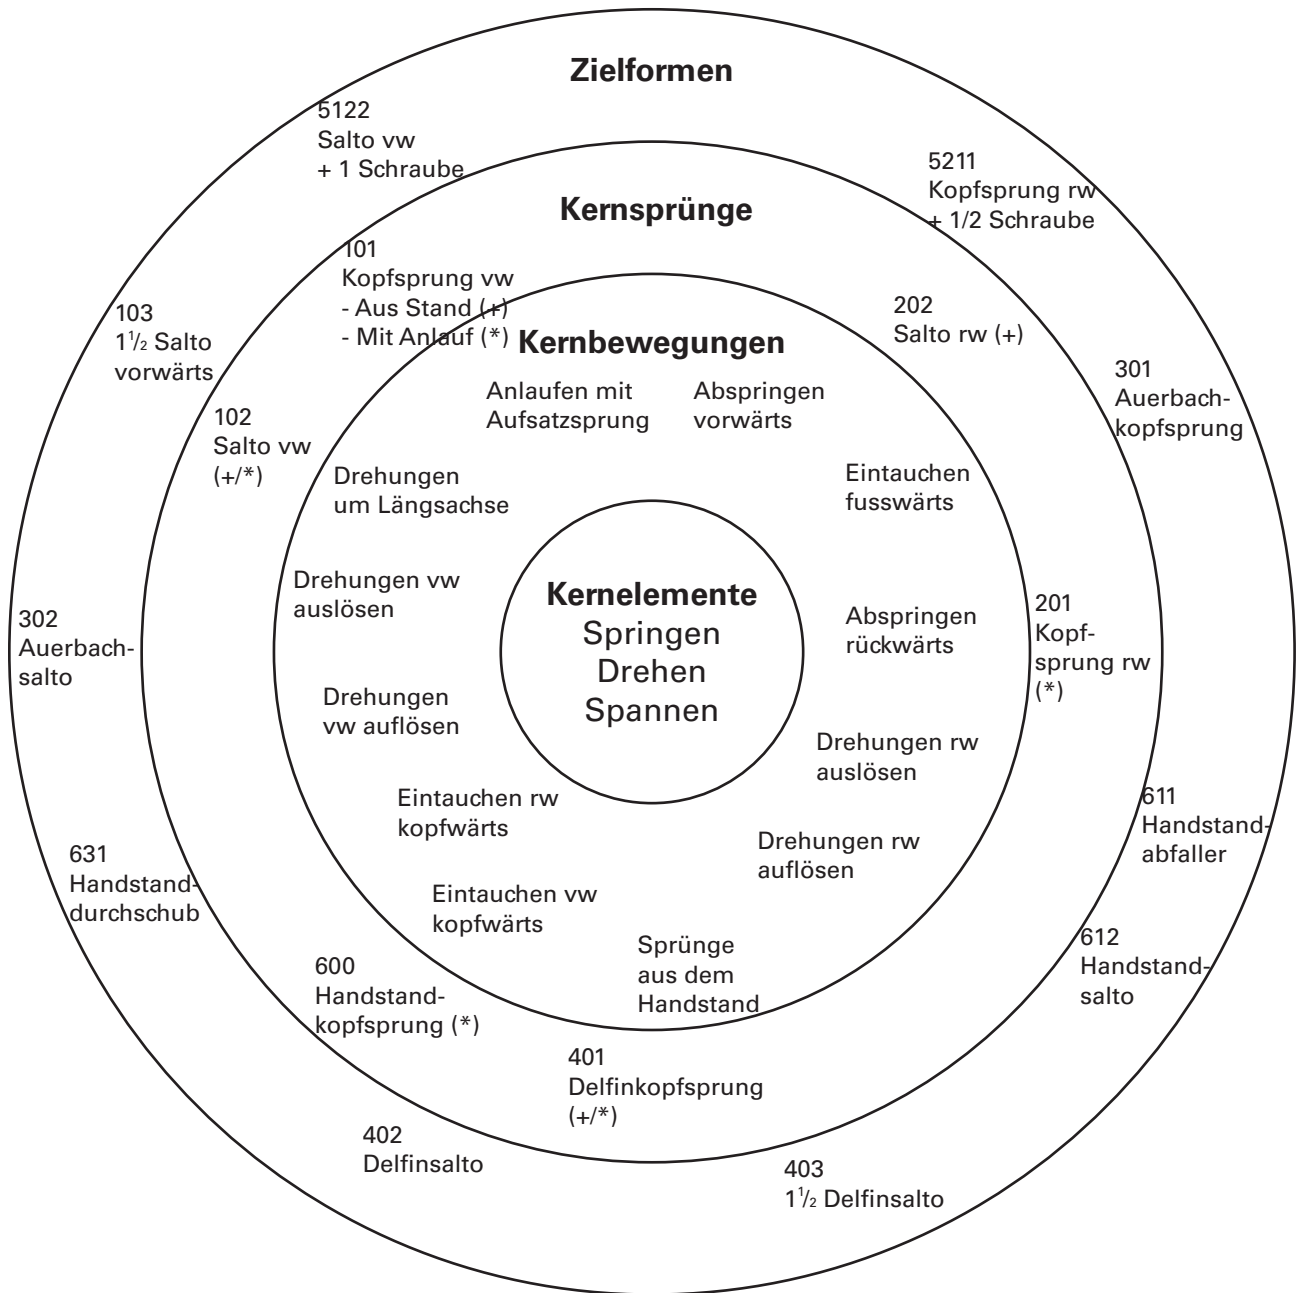 Zielformen
5122
Salto vw
+ 1 Schraube
5211
Kopfsprung rw
+ 1/2 Schraube
Kernsprünge
101
Kopfsprung vw
- Aus Stand (+)
- Mit Anlauf (*)
202
Salto rw (+)
103
1 1/2 Salto
vorwärts
Kernbewegungen
301
Auerbach-
kopfsprung
Anlaufen mit
Aufsatzsprung
Abspringen
vorwärts
102
Salto vw
(+/*)
Drehungen
um Längsachse
Eintauchen
fusswärts
Drehungen vw
auslösen
Kernelemente
Springen
Drehen
Spannen
Abspringen
rückwärts
201
Kopf-
sprung rw
(*)
302
Auerbach-
salto
Drehungen
vw auflösen
Drehungen rw
auslösen
Eintauchen rw
kopfwärts
611
Handstand-
abfaller
Drehungen rw
auflösen
631
Handstand-
durchschub
Eintauchen vw
kopfwärts
Sprünge
aus dem
Handstand
612
Handstand-
salto
600
Handstand-
kopfsprung (*)
401
Delfinkopfsprung
(+/*)
402
Delfinsalto
403
1 1/2 Delfinsalto